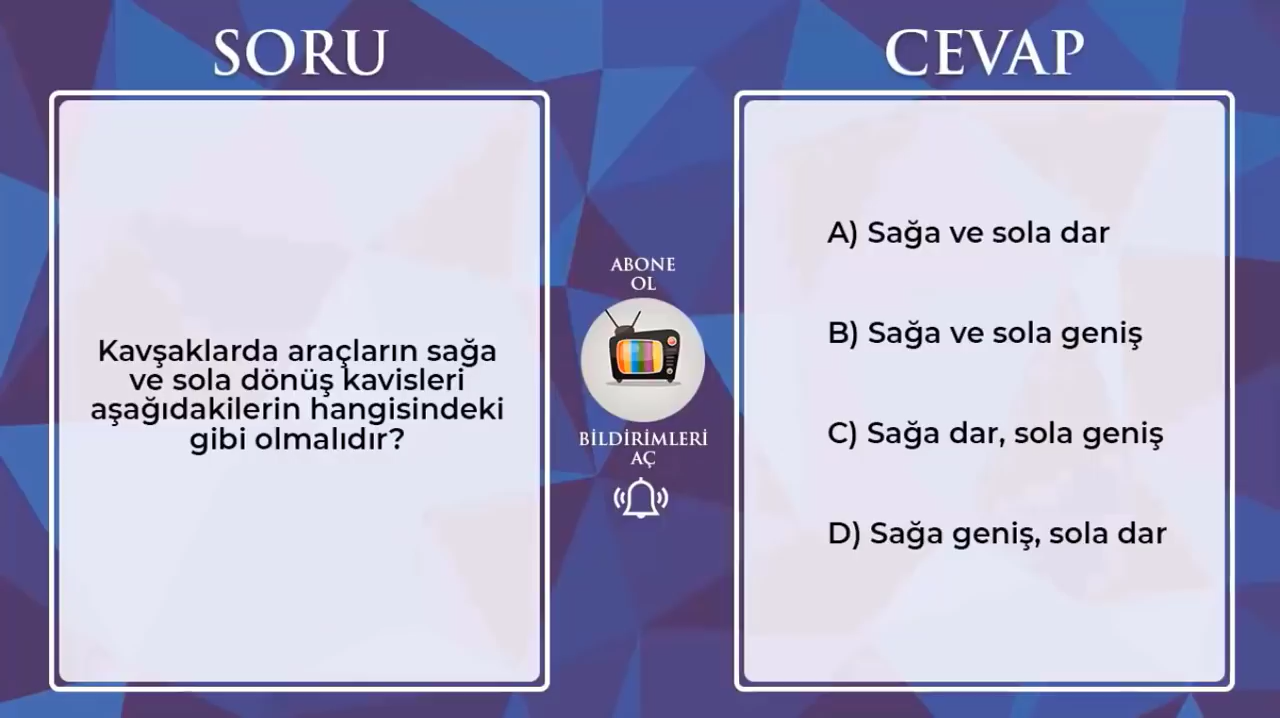 SORU
Kavşaklarda araçların sağa
ve sola dönüş kavisleri
aşağıdakilerin hangisindeki
gibi olmalıdır?
ABONE
OL
BİLDİRİMLERİ
AÇ
CEVAP
A) Sağa ve sola dar
B) Sağa ve sola geniş
C) Sağa dar, sola geniş
D) Sağa geniş, sola dar